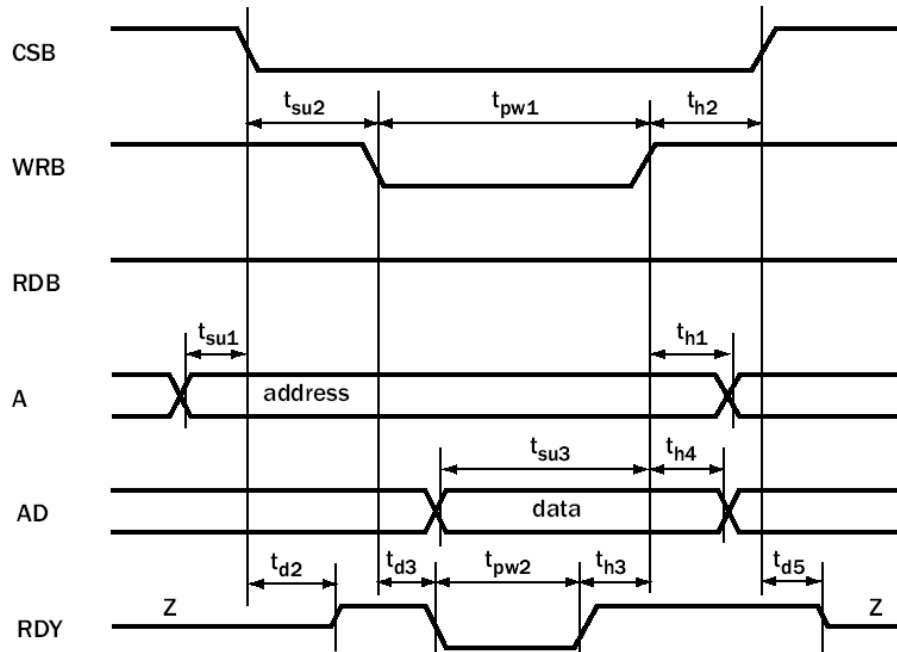 CSB
tsu2 tpw1 th2
WRB
RDB
tsu1 th1
A address
tsu3 th4
AD data
td2 td3 tpw2 th3 td5
Z Z
RDY